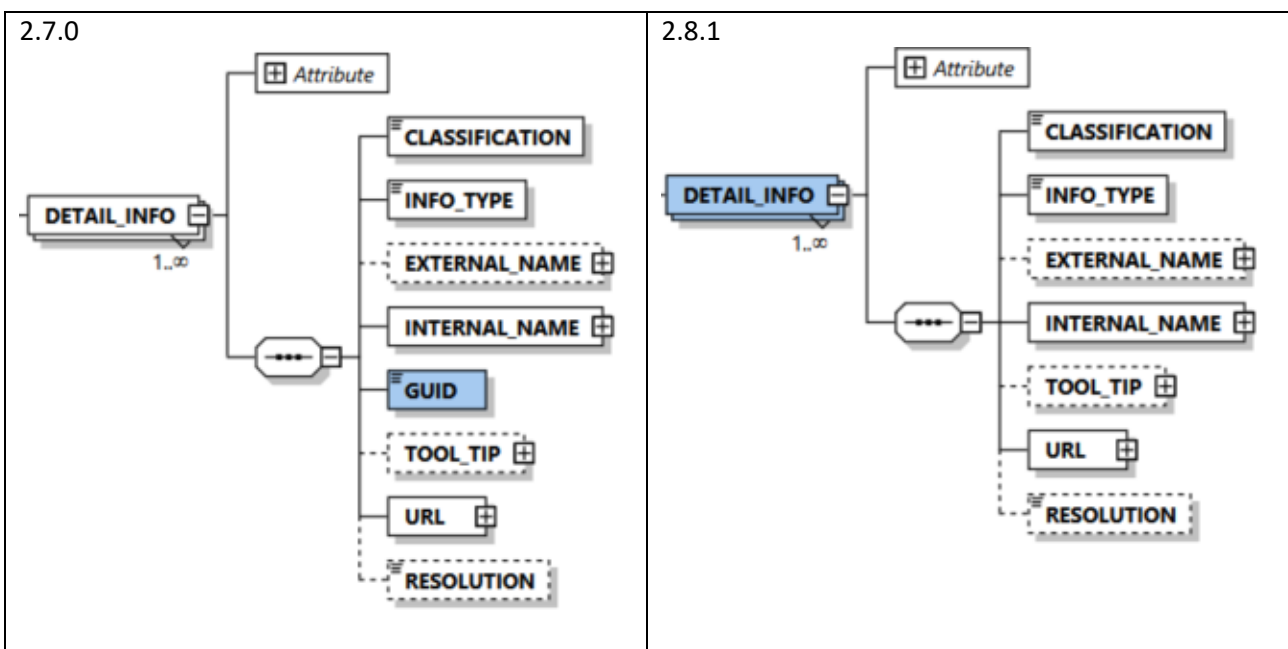 2.7.0
Attribute
CLASSIFICATION
INFO_TYPE
DETAIL_INFO
1..∞
EXTERNAL_NAME
INTERNAL_NAME
GUID
TOOL_TIP
URL
RESOLUTION
2.8.1
Attribute
CLASSIFICATION
INFO_TYPE
DETAIL_INFO
1..∞
EXTERNAL_NAME
INTERNAL_NAME
TOOL_TIP
URL
RESOLUTION